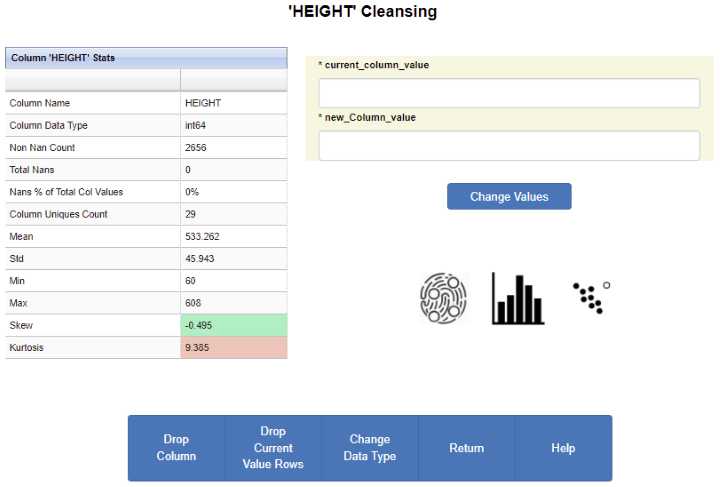 'HEIGHT' Cleansing
Column 'HEIGHT' Stats
Column Name HEIGHT
Column Data Type int64
Non Nan Count 2656
Total Nans 0
Nans % of Total Col Values 0%
Column Uniques Count 29
Mean 533.262
Std 45.943
Min 60
Max 608
Skew -0.495
Kurtosis 9.385
* current_column_value
* new_Column_value
Change Values
Drop
Column
Drop
Current
Value Rows
Change
Data Type
Return
Help